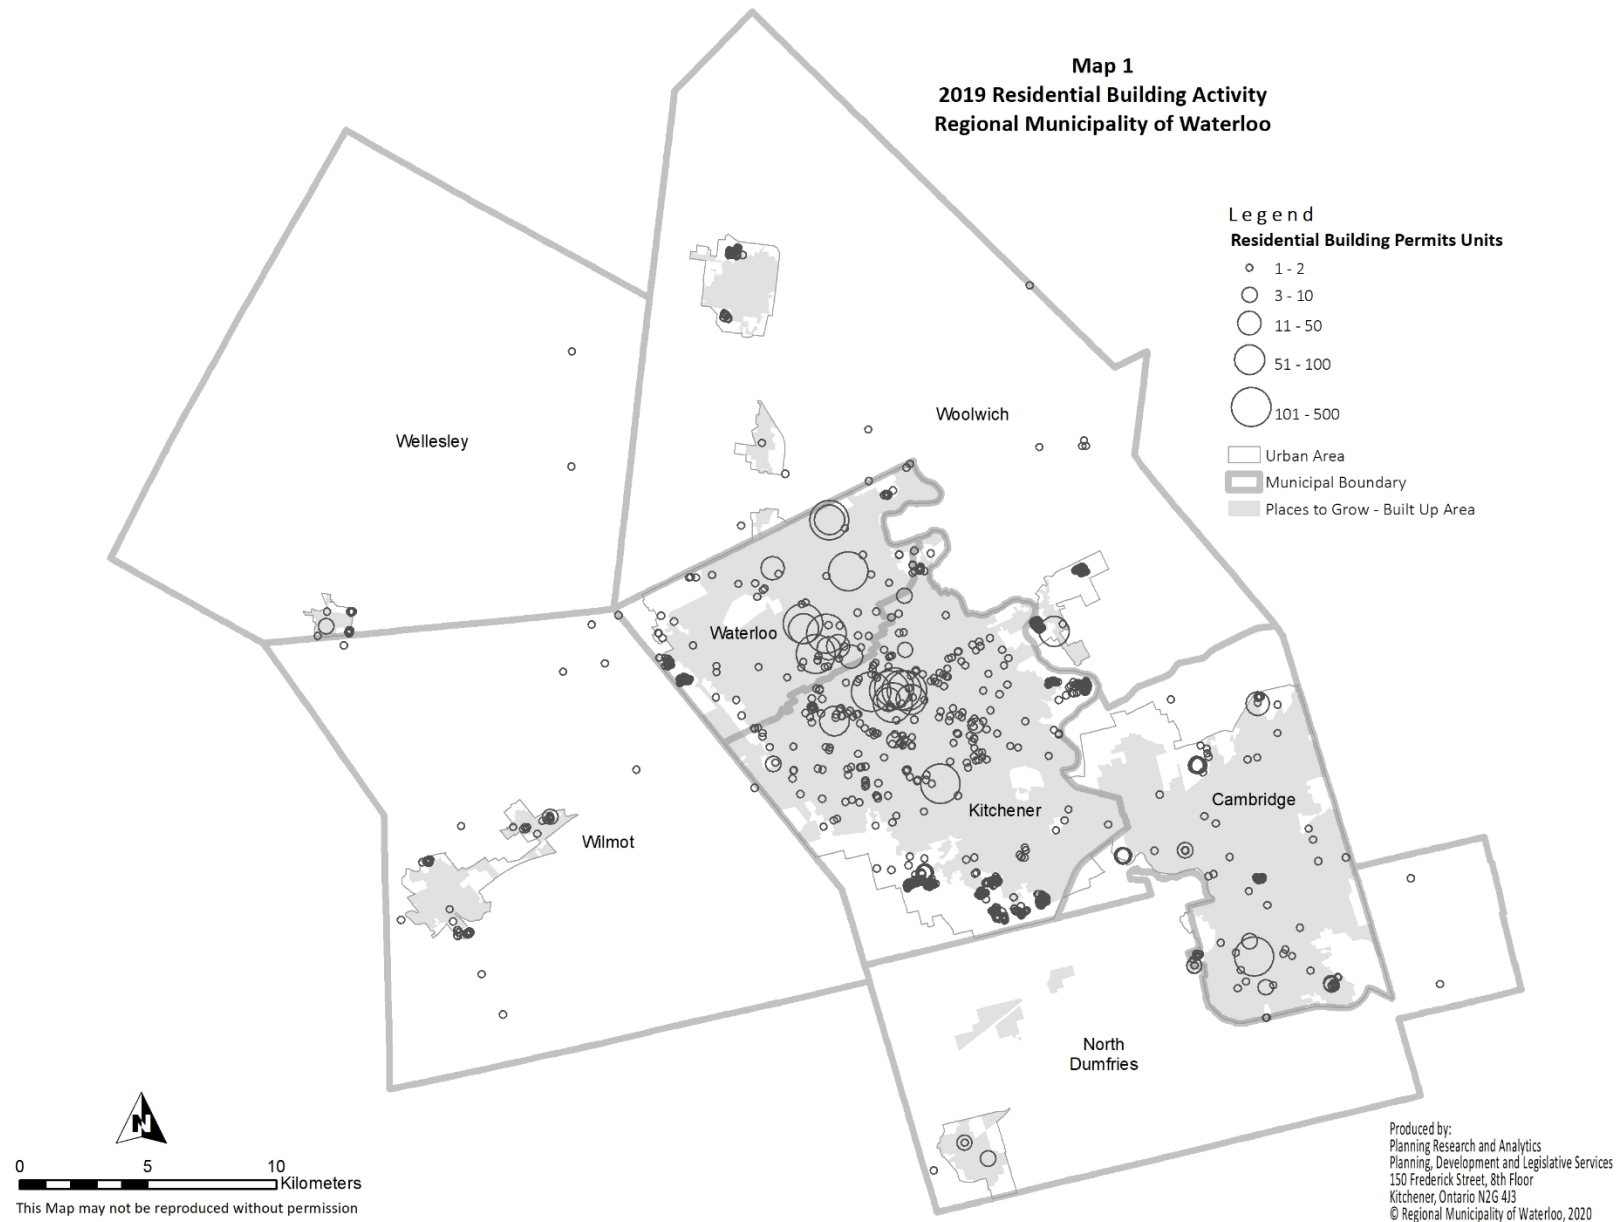 Map 1
2019 Residential Building Activity
Regional Municipality of Waterloo
Legend
Residential Building Permits Units
1 - 2
3 - 10
11 - 50
51 - 100
101 - 500
Urban Area
Municipal Boundary
Places to Grow - Built Up Area
Woolwich
Wellesley
Waterloo
Cambridge
Kitchener
Wilmot
North
Dumfries
N
0 5 10
Kilometers
This Map may not be reproduced without permission
Produced by:
Planning Research and Analytics
Planning, Development and Legislative Services
150 Frederick Street, 8th Floor
Kitchener, Ontario N2G 4J3
© Regional Municipality of Waterloo, 2020